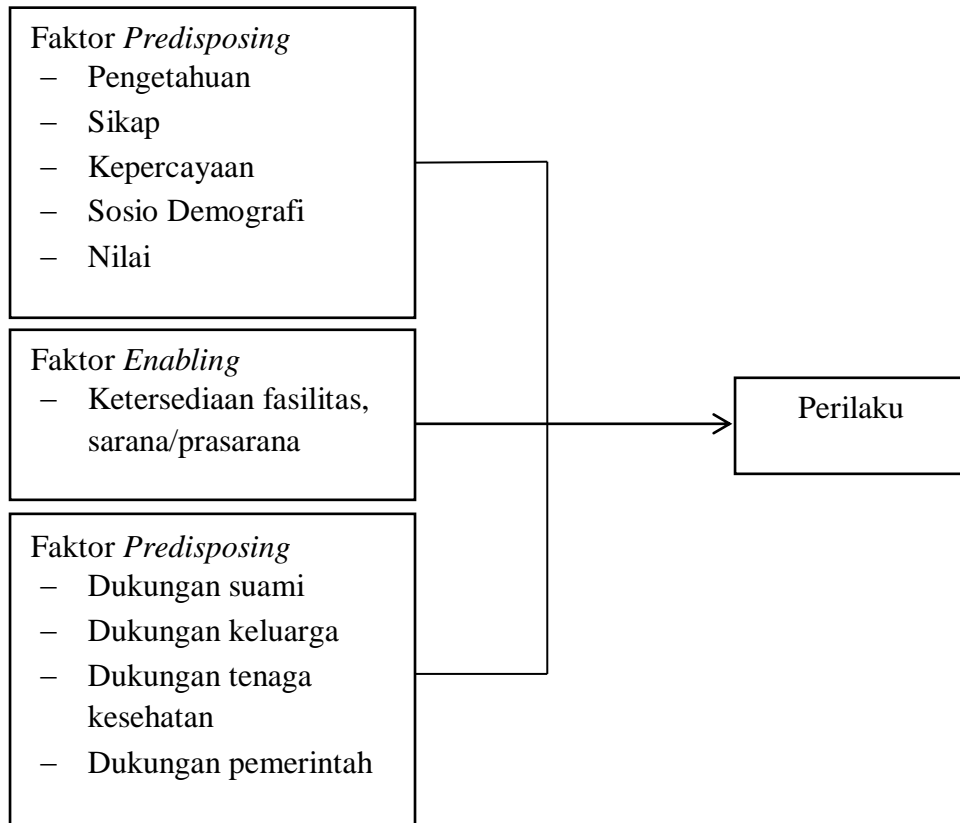 Faktor Predisposing
– Pengetahuan
– Sikap
– Kepercayaan
– Sosio Demografi
– Nilai
Faktor Enabling
– Ketersediaan fasilitas,
sarana/prasarana
Perilaku
Faktor Predisposing
– Dukungan suami
– Dukungan keluarga
– Dukungan tenaga
kesehatan
– Dukungan pemerintah